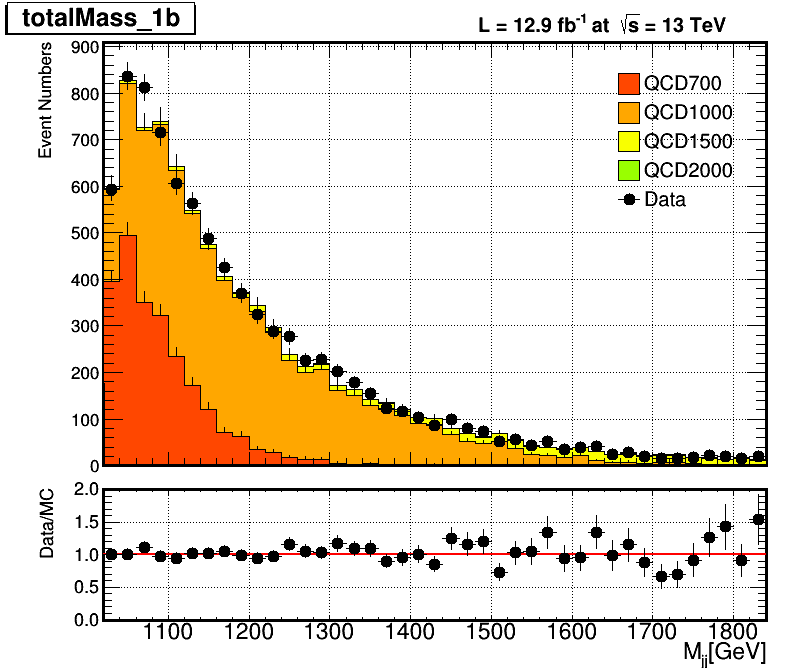 totalMass_1b
L = 12.9 fb⁻¹ at √s = 13 TeV
Event Numbers
900
800
700
600
500
400
300
200
100
0
QCD700
QCD1000
QCD1500
QCD2000
Data
Data/MC
2.0
1.5
1.0
0.5
0.0
1100 1200 1300 1400 1500 1600 1700 1800
M_jj[GeV]